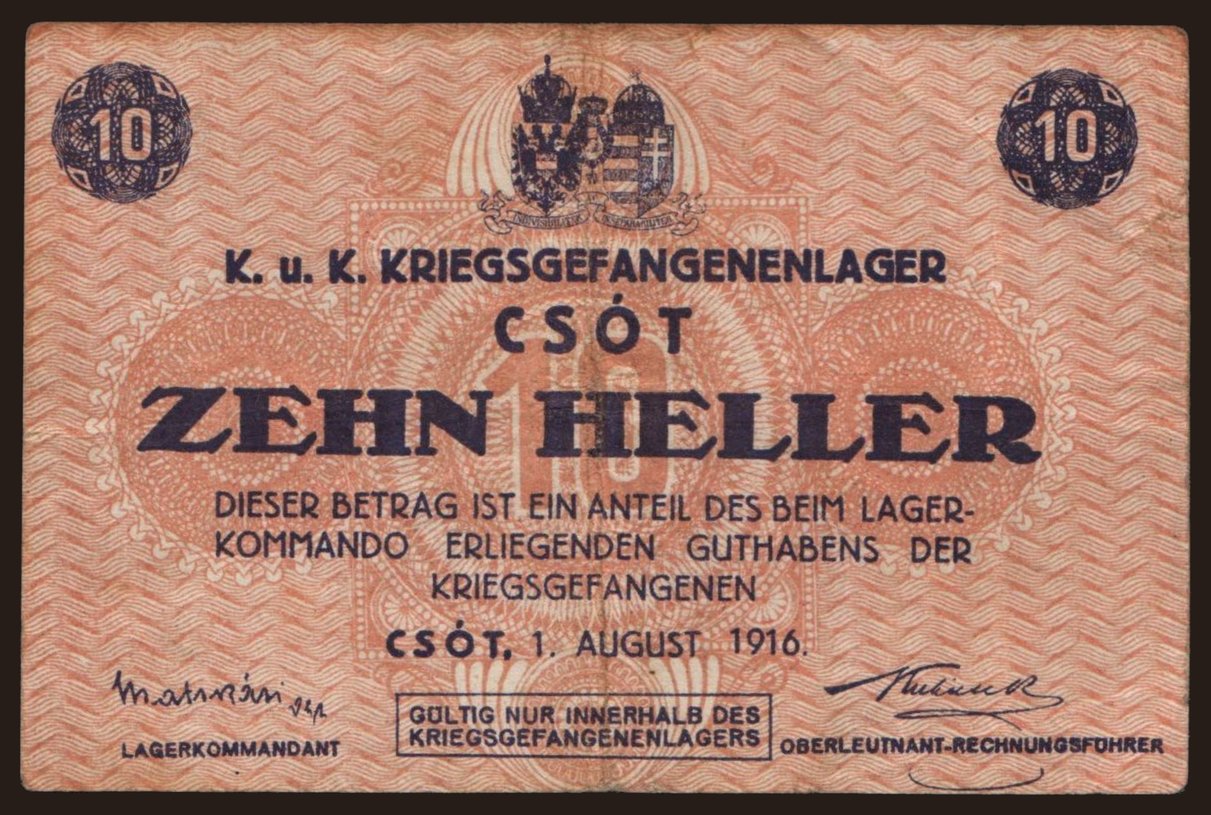 10 10
K. u. K. KRIEGSGEFANGENENLAGER
CSÓT
10
ZEHN HELLER
DIESER BETRAG IST EIN ANTEIL DES BEIM LAGER-
KOMMANDO ERLIEGENDEN GUTHABENS DER
KRIEGSGEFANGENEN
CSÓT, 1. AUGUST 1916.
GÜLTIG NUR INNERHALB DES
KRIEGSGEFANGENENLAGERS
LAGERKOMMANDANT
OBERLEUTNANT-RECHNUNGSFÜHRER